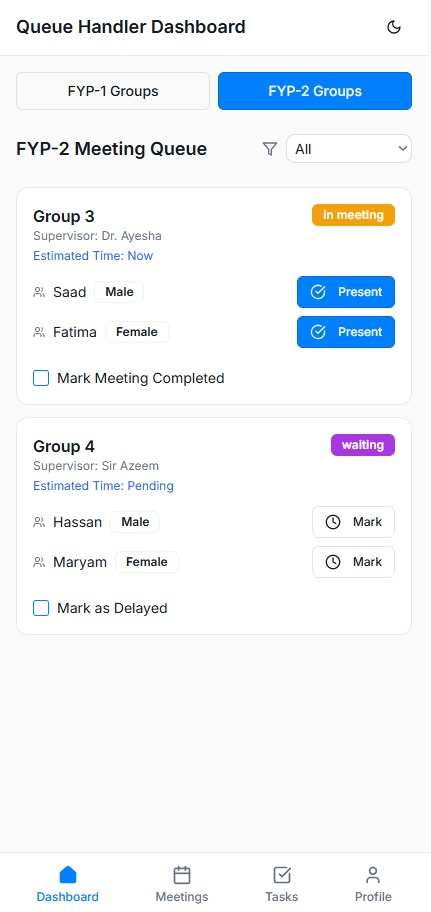 Queue Handler Dashboard
FYP-1 Groups
FYP-2 Groups
FYP-2 Meeting Queue
All
Group 3
in meeting
Supervisor: Dr. Ayesha
Estimated Time: Now
Saad Male Present
Fatima Female Present
Mark Meeting Completed
Group 4
waiting
Supervisor: Sir Azeem
Estimated Time: Pending
Hassan Male Mark
Maryam Female Mark
Mark as Delayed
Dashboard Meetings Tasks Profile